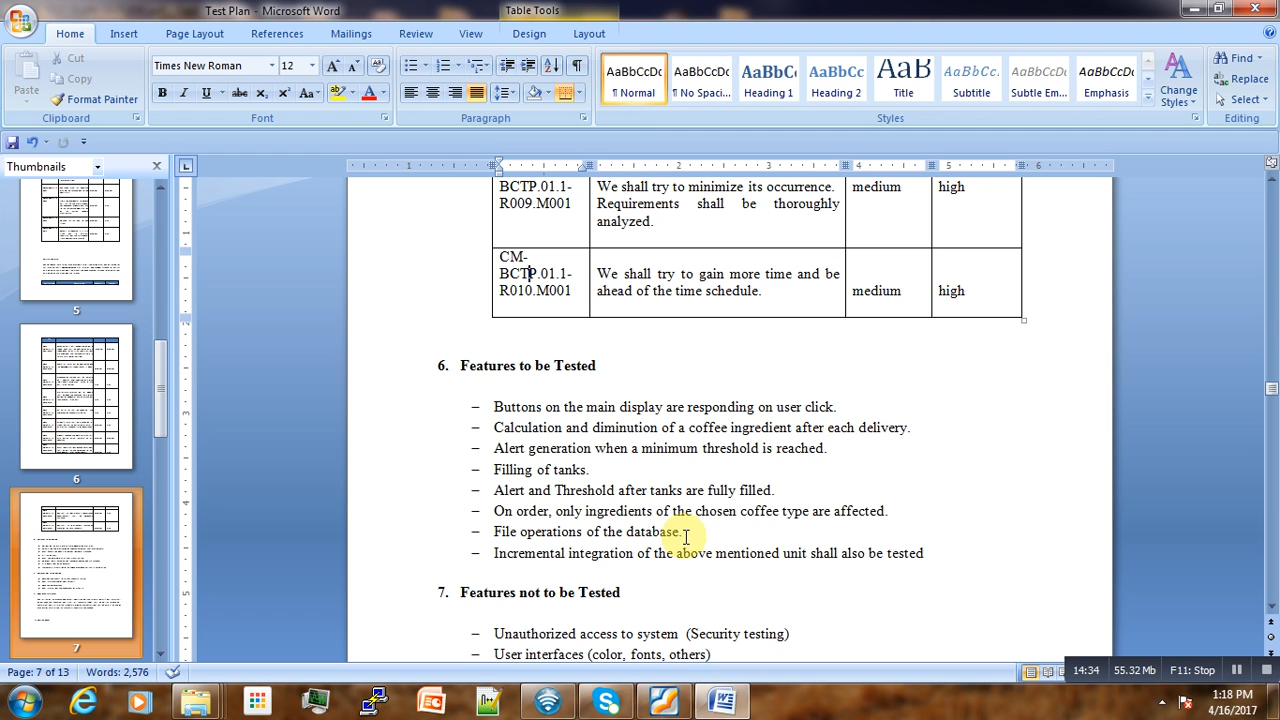 Test Plan - Microsoft Word
Table Tools
Home Insert Page Layout References Mailings Review View Design Layout
Cut
Copy
Paste
Format Painter
Clipboard
Times New Roman 12
Font
Paragraph
AaBbCcDc AaBbCcDc AaBbC AaBbCc AaB AaBbCc. AaBbCcDc AaBbCcDc
¶ Normal ¶ No Spaci... Heading 1 Heading 2 Title Subtitle Subtle Em... Emphasis
Change Styles
Styles
Find
Replace
Select
Editing
Thumbnails
5
6
7
BCTP.01.1-
R009.M001
We shall try to minimize its occurrence.
Requirements shall be thoroughly
analyzed.
medium
high
CM-
BCTP.01.1-
R010.M001
We shall try to gain more time and be
ahead of the time schedule.
medium
high
6. Features to be Tested
– Buttons on the main display are responding on user click.
– Calculation and diminution of a coffee ingredient after each delivery.
– Alert generation when a minimum threshold is reached.
– Filling of tanks.
– Alert and Threshold after tanks are fully filled.
– On order, only ingredients of the chosen coffee type are affected.
– File operations of the database.
– Incremental integration of the above mentioned unit shall also be tested
7. Features not to be Tested
– Unauthorized access to system (Security testing)
– User interfaces (color, fonts, others)
Page: 7 of 13 Words: 2,576
14:34 55.32 Mb F11: Stop
1:18 PM
4/16/2017